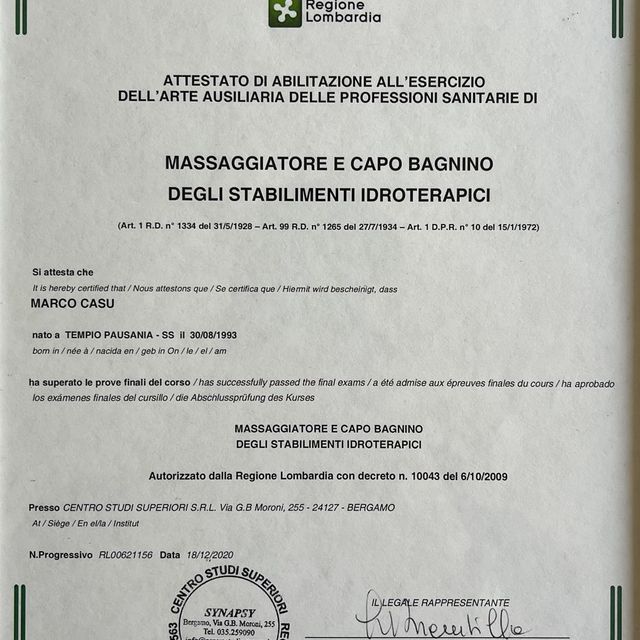 Regione
Lombardia
ATTESTATO DI ABILITAZIONE ALL'ESERCIZIO
DELL'ARTE AUSILIARIA DELLE PROFESSIONI SANITARIE DI
MASSAGGIATORE E CAPO BAGNINO
DEGLI STABILIMENTI IDROTERAPICI
(Art. 1 R.D. n° 1334 del 31/5/1928 – Art. 99 R.D. n° 1265 del 27/7/1934 – Art. 1 D.P.R. n° 10 del 15/1/1972)
Si attesta che
It is hereby certified that / Nous attestons que / Se certifica que / Hiermit wird bescheinigt, dass
MARCO CASU
nato a TEMPIO PAUSANIA - SS il 30/08/1993
born in / née à / nacida en / geb in On / le / el / am
ha superato le prove finali del corso / has successfully passed the final exams / a été admise aux épreuves finales du cours / ha aprobado
los exámenes finales del cursillo / die Abschlussprüfung des Kurses
MASSAGGIATORE E CAPO BAGNINO
DEGLI STABILIMENTI IDROTERAPICI
Autorizzato dalla Regione Lombardia con decreto n. 10043 del 6/10/2009
Presso CENTRO STUDI SUPERIORI S.R.L. Via G.B Moroni, 255 - 24127 - BERGAMO
At / Siège / En el/la / Institut
N.Progressivo RL00621156 Data 18/12/2020
CENTRO STUDI SUPERIORI
SYNAPSY
Bergamo, Via G.B. Moroni, 255
Tel. 035.259090
IL LEGALE RAPPRESENTANTE